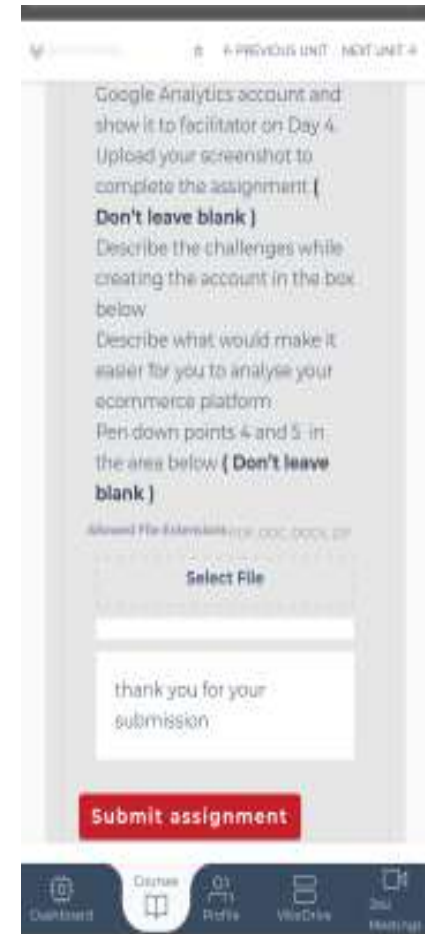 PREVIOUS UNIT NEXT UNIT
Google Analytics account and
show it to facilitator on Day 4.
Upload your screenshot to
complete the assignment (
Don't leave blank )
Describe the challenges while
creating the account in the box
below
Describe what would make it
easier for you to analyse your
ecommerce platform
Pen down points 4 and 5 in
the area below ( Don't leave
blank )
Allowed File Extensions PDF, DOC, DOCX, ZIP
Select File
thank you for your
submission
Submit assignment
Dashboard Courses Profile Meetings